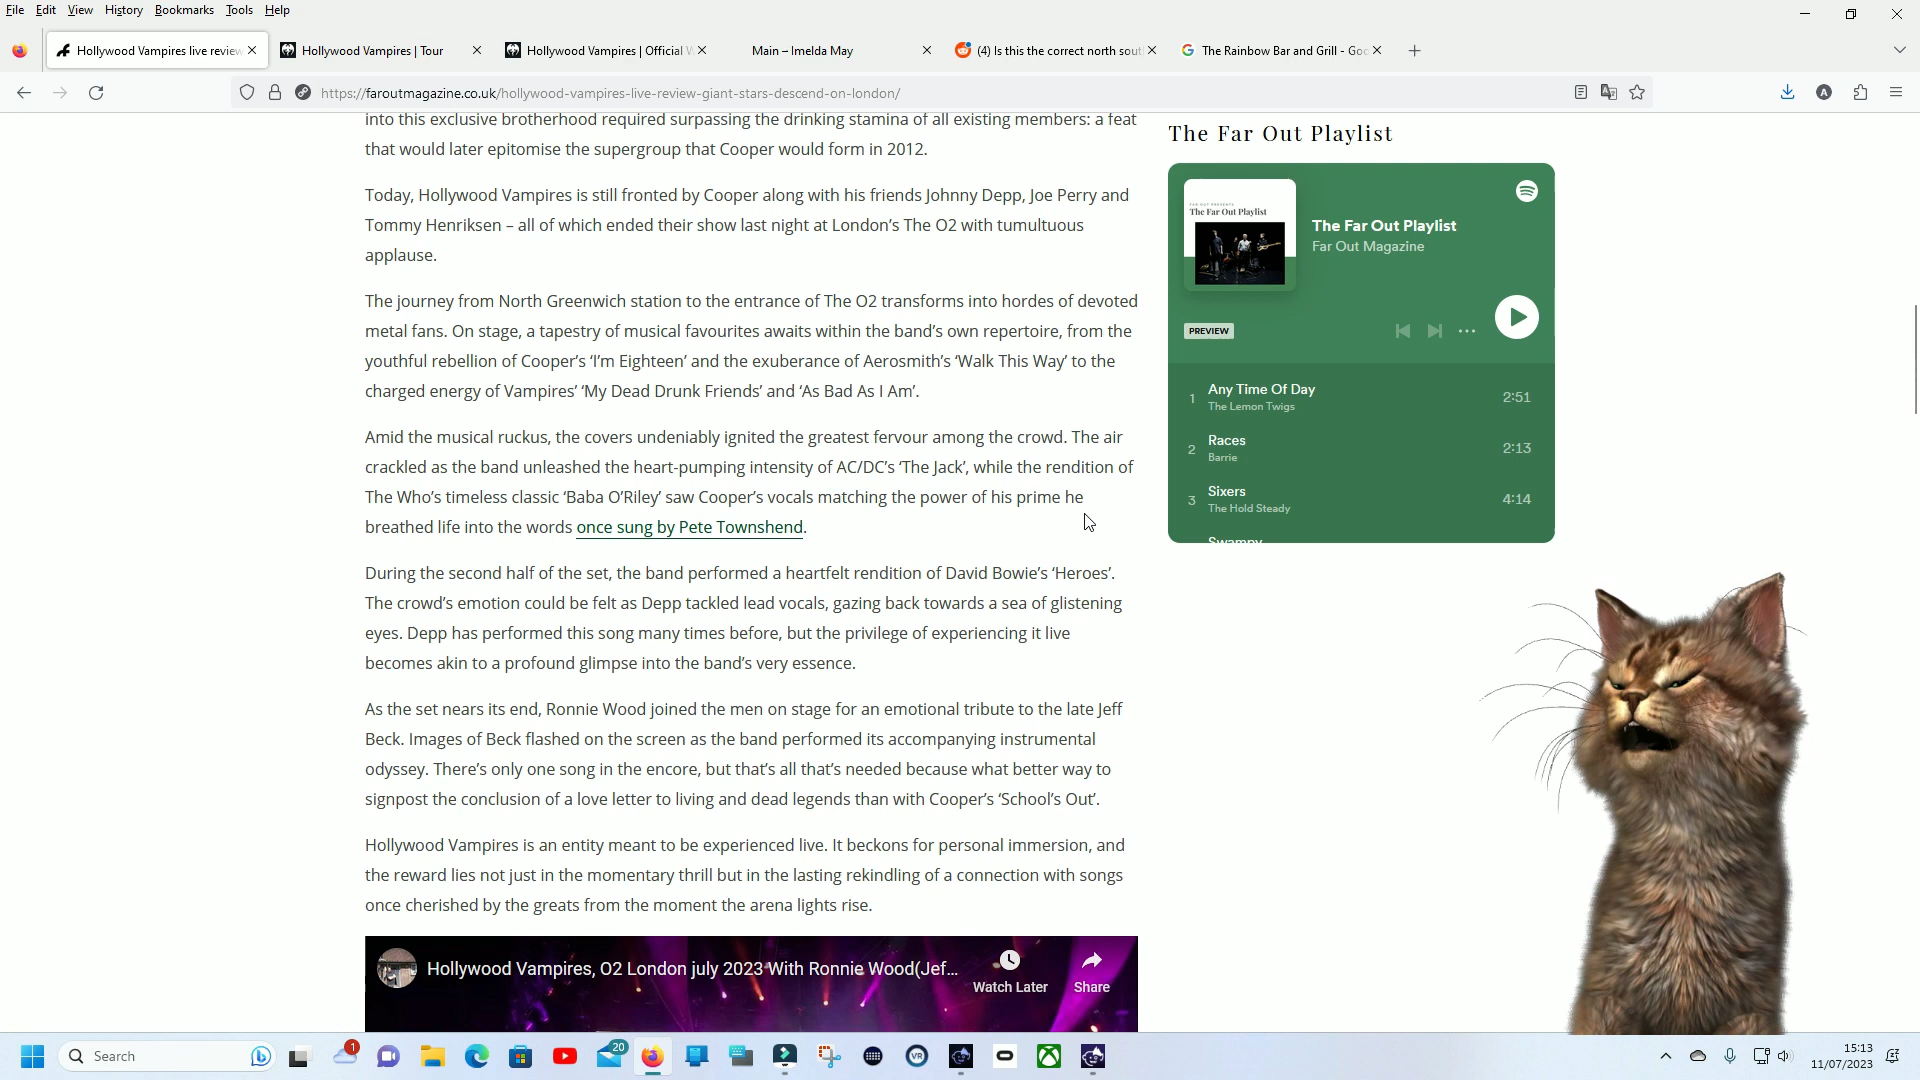 File Edit View History Bookmarks Tools Help
Hollywood Vampires live review
Hollywood Vampires | Tour
Hollywood Vampires | Official W
Main – Imelda May
(4) Is this the correct north sout
The Rainbow Bar and Grill - Goo
https://faroutmagazine.co.uk/hollywood-vampires-live-review-giant-stars-descend-on-london/
into this exclusive brotherhood required surpassing the drinking stamina of all existing members: a feat
that would later epitomise the supergroup that Cooper would form in 2012.
Today, Hollywood Vampires is still fronted by Cooper along with his friends Johnny Depp, Joe Perry and
Tommy Henriksen – all of which ended their show last night at London’s The O2 with tumultuous
applause.
The journey from North Greenwich station to the entrance of The O2 transforms into hordes of devoted
metal fans. On stage, a tapestry of musical favourites awaits within the band’s own repertoire, from the
youthful rebellion of Cooper’s ‘I’m Eighteen’ and the exuberance of Aerosmith’s ‘Walk This Way’ to the
charged energy of Vampires’ ‘My Dead Drunk Friends’ and ‘As Bad As I Am’.
Amid the musical ruckus, the covers undeniably ignited the greatest fervour among the crowd. The air
crackled as the band unleashed the heart-pumping intensity of AC/DC’s ‘The Jack’, while the rendition of
The Who’s timeless classic ‘Baba O’Riley’ saw Cooper’s vocals matching the power of his prime he
breathed life into the words once sung by Pete Townshend.
During the second half of the set, the band performed a heartfelt rendition of David Bowie’s ‘Heroes’.
The crowd’s emotion could be felt as Depp tackled lead vocals, gazing back towards a sea of glistening
eyes. Depp has performed this song many times before, but the privilege of experiencing it live
becomes akin to a profound glimpse into the band’s very essence.
As the set nears its end, Ronnie Wood joined the men on stage for an emotional tribute to the late Jeff
Beck. Images of Beck flashed on the screen as the band performed its accompanying instrumental
odyssey. There’s only one song in the encore, but that’s all that’s needed because what better way to
signpost the conclusion of a love letter to living and dead legends than with Cooper’s ‘School’s Out’.
Hollywood Vampires is an entity meant to be experienced live. It beckons for personal immersion, and
the reward lies not just in the momentary thrill but in the lasting rekindling of a connection with songs
once cherished by the greats from the moment the arena lights rise.
Hollywood Vampires, O2 London july 2023 With Ronnie Wood(Jef...
Watch Later
Share
The Far Out Playlist
The Far Out Playlist
The Far Out Playlist
Far Out Magazine
PREVIEW
1 Any Time Of Day 2:51
The Lemon Twigs
2 Races 2:13
Barrie
3 Sixers 4:14
The Hold Steady
Swampy
Search
1
20
VR
15:13
11/07/2023